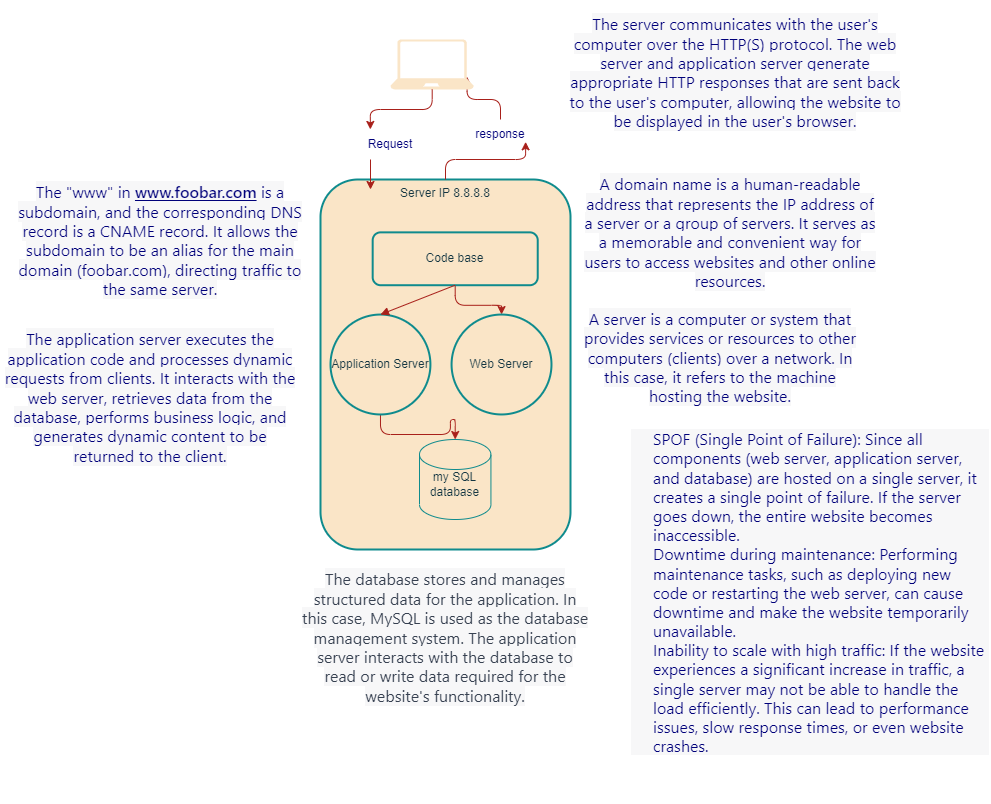 The server communicates with the user's
computer over the HTTP(S) protocol. The web
server and application server generate
appropriate HTTP responses that are sent back
to the user's computer, allowing the website to
be displayed in the user's browser.
Request
response
Server IP 8.8.8.8
Code base
Application Server
Web Server
my SQL
database
The "www" in www.foobar.com is a
subdomain, and the corresponding DNS
record is a CNAME record. It allows the
subdomain to be an alias for the main
domain (foobar.com), directing traffic to
the same server.
A domain name is a human-readable
address that represents the IP address of
a server or a group of servers. It serves as
a memorable and convenient way for
users to access websites and other online
resources.
The application server executes the
application code and processes dynamic
requests from clients. It interacts with the
web server, retrieves data from the
database, performs business logic, and
generates dynamic content to be
returned to the client.
A server is a computer or system that
provides services or resources to other
computers (clients) over a network. In
this case, it refers to the machine
hosting the website.
SPOF (Single Point of Failure): Since all
components (web server, application server,
and database) are hosted on a single server, it
creates a single point of failure. If the server
goes down, the entire website becomes
inaccessible.
Downtime during maintenance: Performing
maintenance tasks, such as deploying new
code or restarting the web server, can cause
downtime and make the website temporarily
unavailable.
Inability to scale with high traffic: If the website
experiences a significant increase in traffic, a
single server may not be able to handle the
load efficiently. This can lead to performance
issues, slow response times, or even website
crashes.
The database stores and manages
structured data for the application. In
this case, MySQL is used as the database
management system. The application
server interacts with the database to
read or write data required for the
website's functionality.